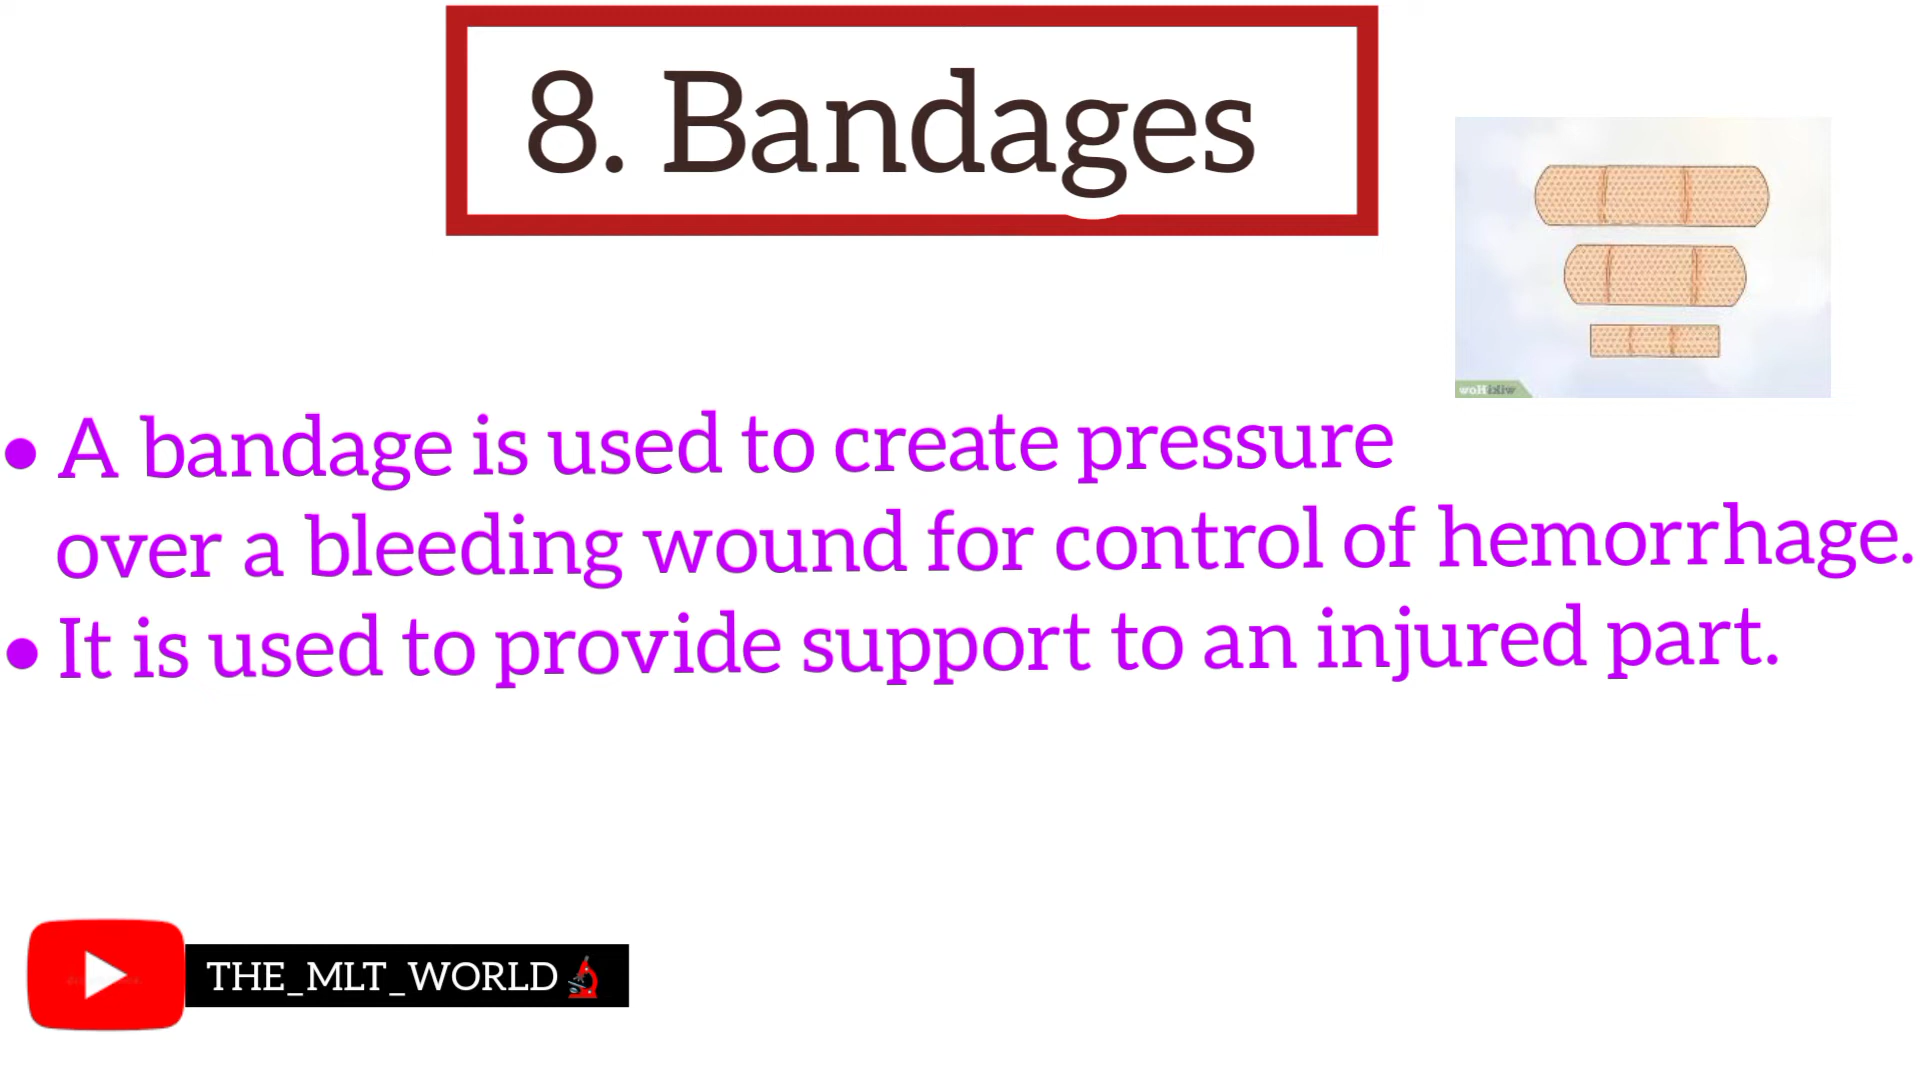 8. Bandages
wikiHow
• A bandage is used to create pressure
over a bleeding wound for control of hemorrhage.
• It is used to provide support to an injured part.
THE_MLT_WORLD🔬